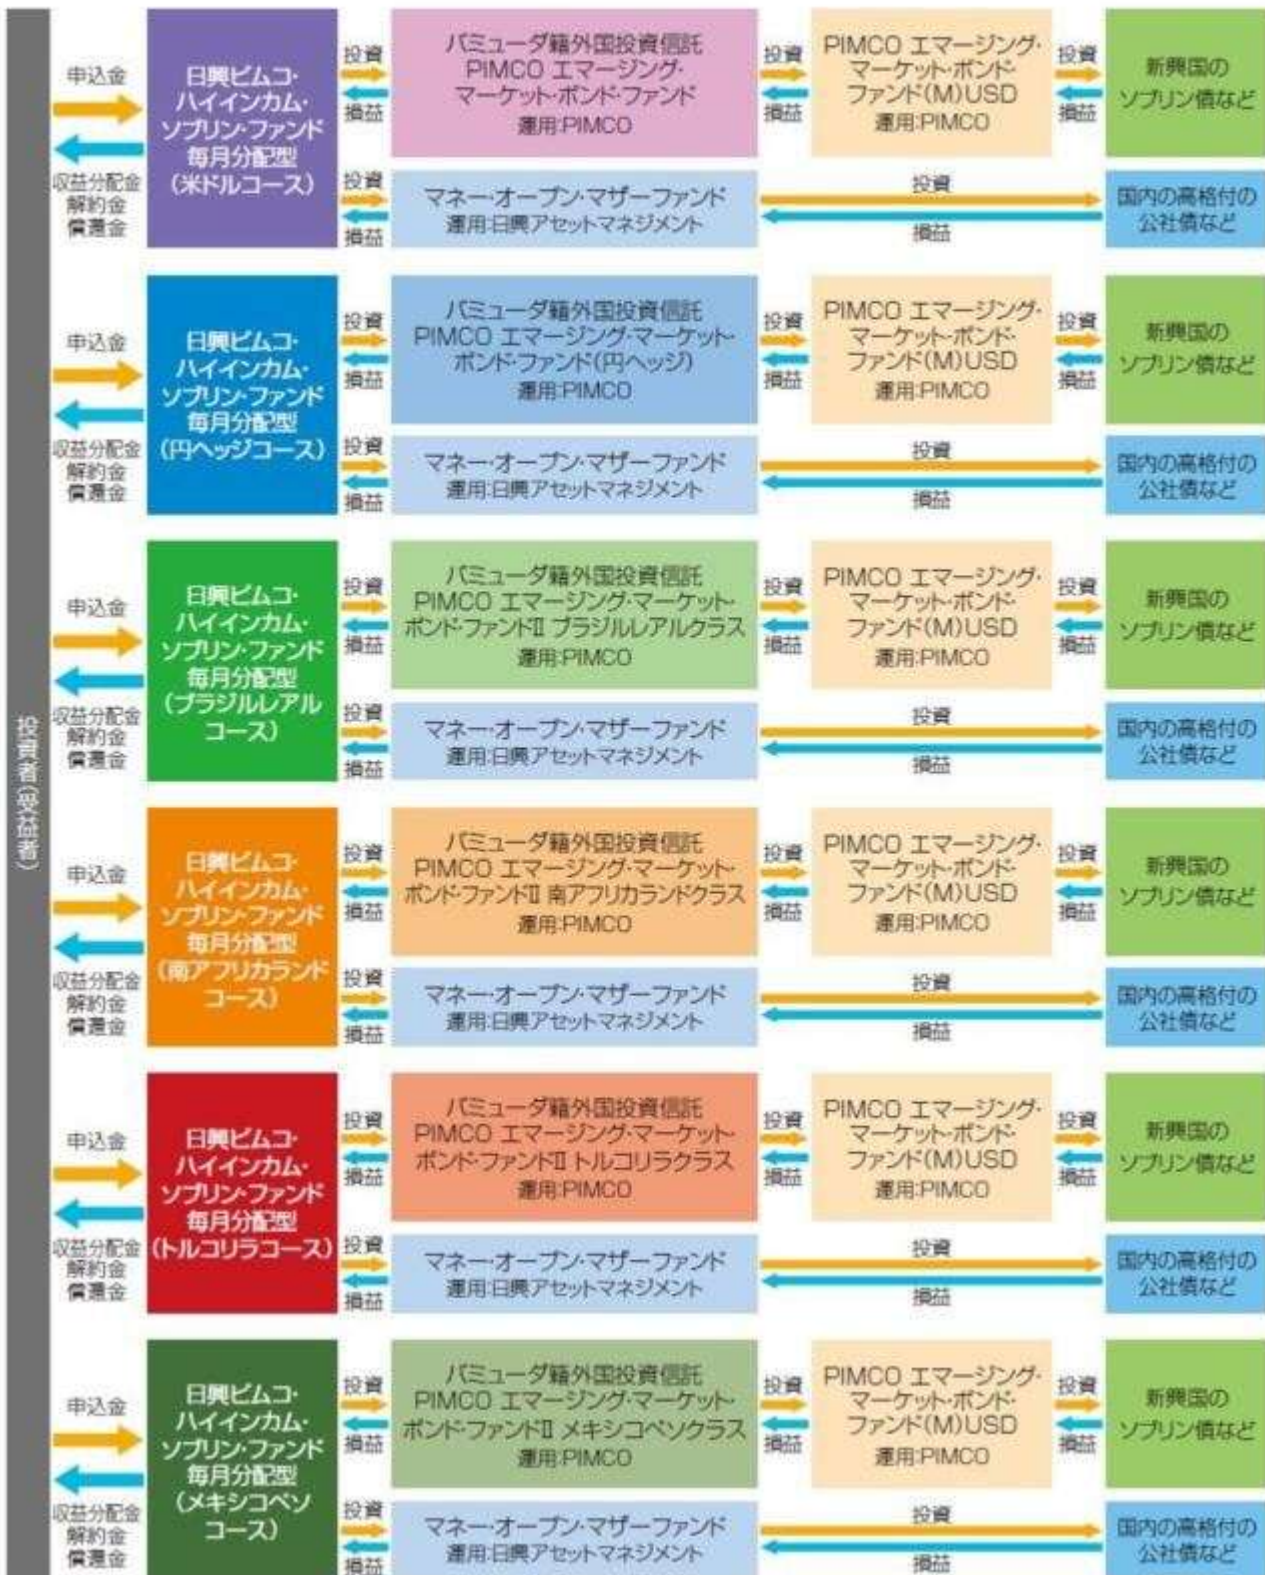 投資者(受益者)
申込金
収益分配金
解約金
償還金
日興ピムコ・
ハイインカム・
ソブリン・ファンド
毎月分配型
(米ドルコース)
投資
損益
バミューダ籍外国投資信託
PIMCO エマージング・
マーケット・ボンド・ファンド
運用:PIMCO
投資
損益
PIMCO エマージング・
マーケット・ボンド・
ファンド(M)USD
運用:PIMCO
投資
損益
新興国の
ソブリン債など
投資
損益
マネー・オープン・マザーファンド
運用:日興アセットマネジメント
投資
損益
国内の高格付の
公社債など
申込金
収益分配金
解約金
償還金
日興ピムコ・
ハイインカム・
ソブリン・ファンド
毎月分配型
(円ヘッジコース)
投資
損益
バミューダ籍外国投資信託
PIMCO エマージング・マーケット・
ボンド・ファンド(円ヘッジ)
運用:PIMCO
投資
損益
PIMCO エマージング・
マーケット・ボンド・
ファンド(M)USD
運用:PIMCO
投資
損益
新興国の
ソブリン債など
投資
損益
マネー・オープン・マザーファンド
運用:日興アセットマネジメント
投資
損益
国内の高格付の
公社債など
申込金
収益分配金
解約金
償還金
日興ピムコ・
ハイインカム・
ソブリン・ファンド
毎月分配型
(ブラジルレアル
コース)
投資
損益
バミューダ籍外国投資信託
PIMCO エマージング・マーケット・
ボンド・ファンドⅡ ブラジルレアルクラス
運用:PIMCO
投資
損益
PIMCO エマージング・
マーケット・ボンド・
ファンド(M)USD
運用:PIMCO
投資
損益
新興国の
ソブリン債など
投資
損益
マネー・オープン・マザーファンド
運用:日興アセットマネジメント
投資
損益
国内の高格付の
公社債など
申込金
収益分配金
解約金
償還金
日興ピムコ・
ハイインカム・
ソブリン・ファンド
毎月分配型
(南アフリカランド
コース)
投資
損益
バミューダ籍外国投資信託
PIMCO エマージング・マーケット・
ボンド・ファンドⅡ 南アフリカランドクラス
運用:PIMCO
投資
損益
PIMCO エマージング・
マーケット・ボンド・
ファンド(M)USD
運用:PIMCO
投資
損益
新興国の
ソブリン債など
投資
損益
マネー・オープン・マザーファンド
運用:日興アセットマネジメント
投資
損益
国内の高格付の
公社債など
申込金
収益分配金
解約金
償還金
日興ピムコ・
ハイインカム・
ソブリン・ファンド
毎月分配型
(トルコリラコース)
投資
損益
バミューダ籍外国投資信託
PIMCO エマージング・マーケット・
ボンド・ファンドⅡ トルコリラクラス
運用:PIMCO
投資
損益
PIMCO エマージング・
マーケット・ボンド・
ファンド(M)USD
運用:PIMCO
投資
損益
新興国の
ソブリン債など
投資
損益
マネー・オープン・マザーファンド
運用:日興アセットマネジメント
投資
損益
国内の高格付の
公社債など
申込金
収益分配金
解約金
償還金
日興ピムコ・
ハイインカム・
ソブリン・ファンド
毎月分配型
(メキシコペソ
コース)
投資
損益
バミューダ籍外国投資信託
PIMCO エマージング・マーケット・
ボンド・ファンドⅡ メキシコペソクラス
運用:PIMCO
投資
損益
PIMCO エマージング・
マーケット・ボンド・
ファンド(M)USD
運用:PIMCO
投資
損益
新興国の
ソブリン債など
投資
損益
マネー・オープン・マザーファンド
運用:日興アセットマネジメント
投資
損益
国内の高格付の
公社債など